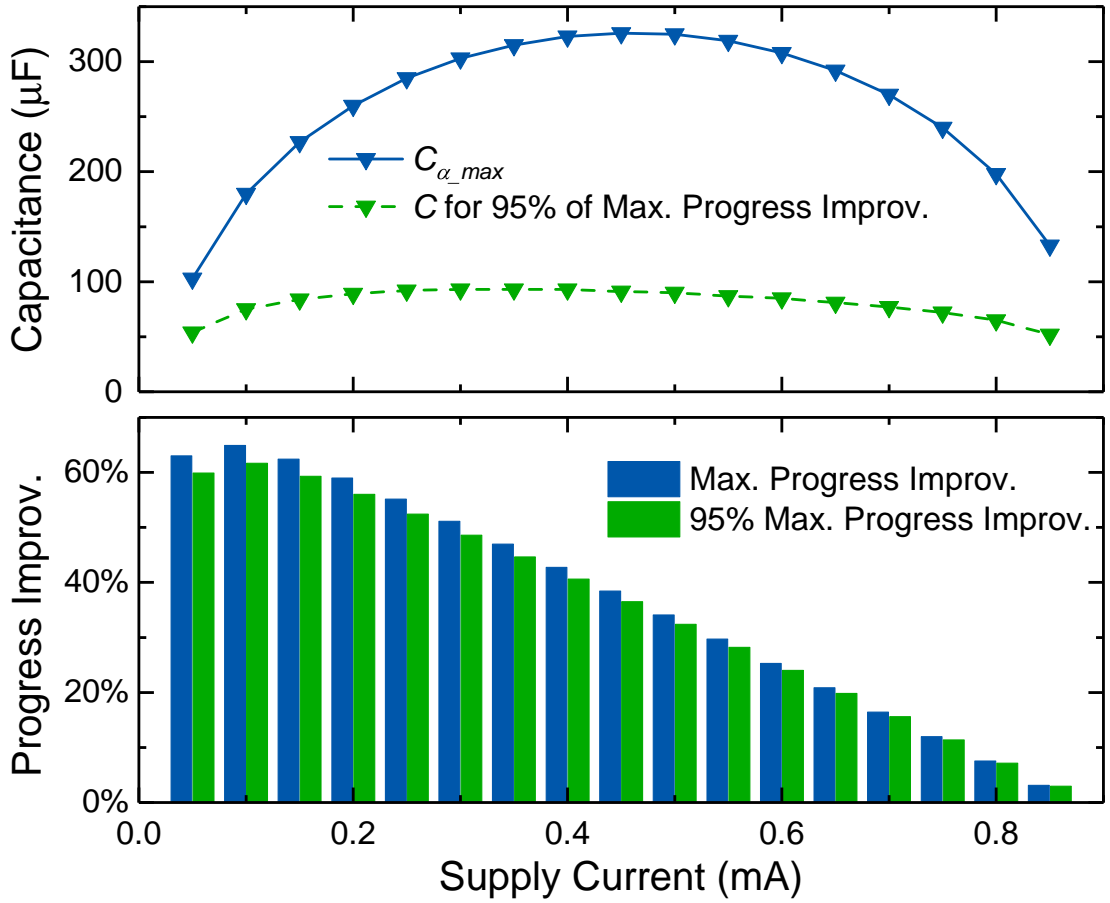 Capacitance (μF)
300
200
100
0
C α_max
C for 95% of Max. Progress Improv.
Progress Improv.
60%
40%
20%
0%
Max. Progress Improv.
95% Max. Progress Improv.
0.0 0.2 0.4 0.6 0.8
Supply Current (mA)